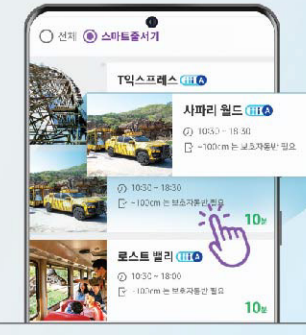 전체 스마트줄서기
T익스프레스
사파리 월드
10:30 ~ 18:30
~100cm 는 보호자동반 필요
10:30 ~ 18:30
~100cm 는 보호자동반 필요
10분
로스트 밸리
10:30 ~ 18:00
~100cm 는 보호자동반 필요
10분